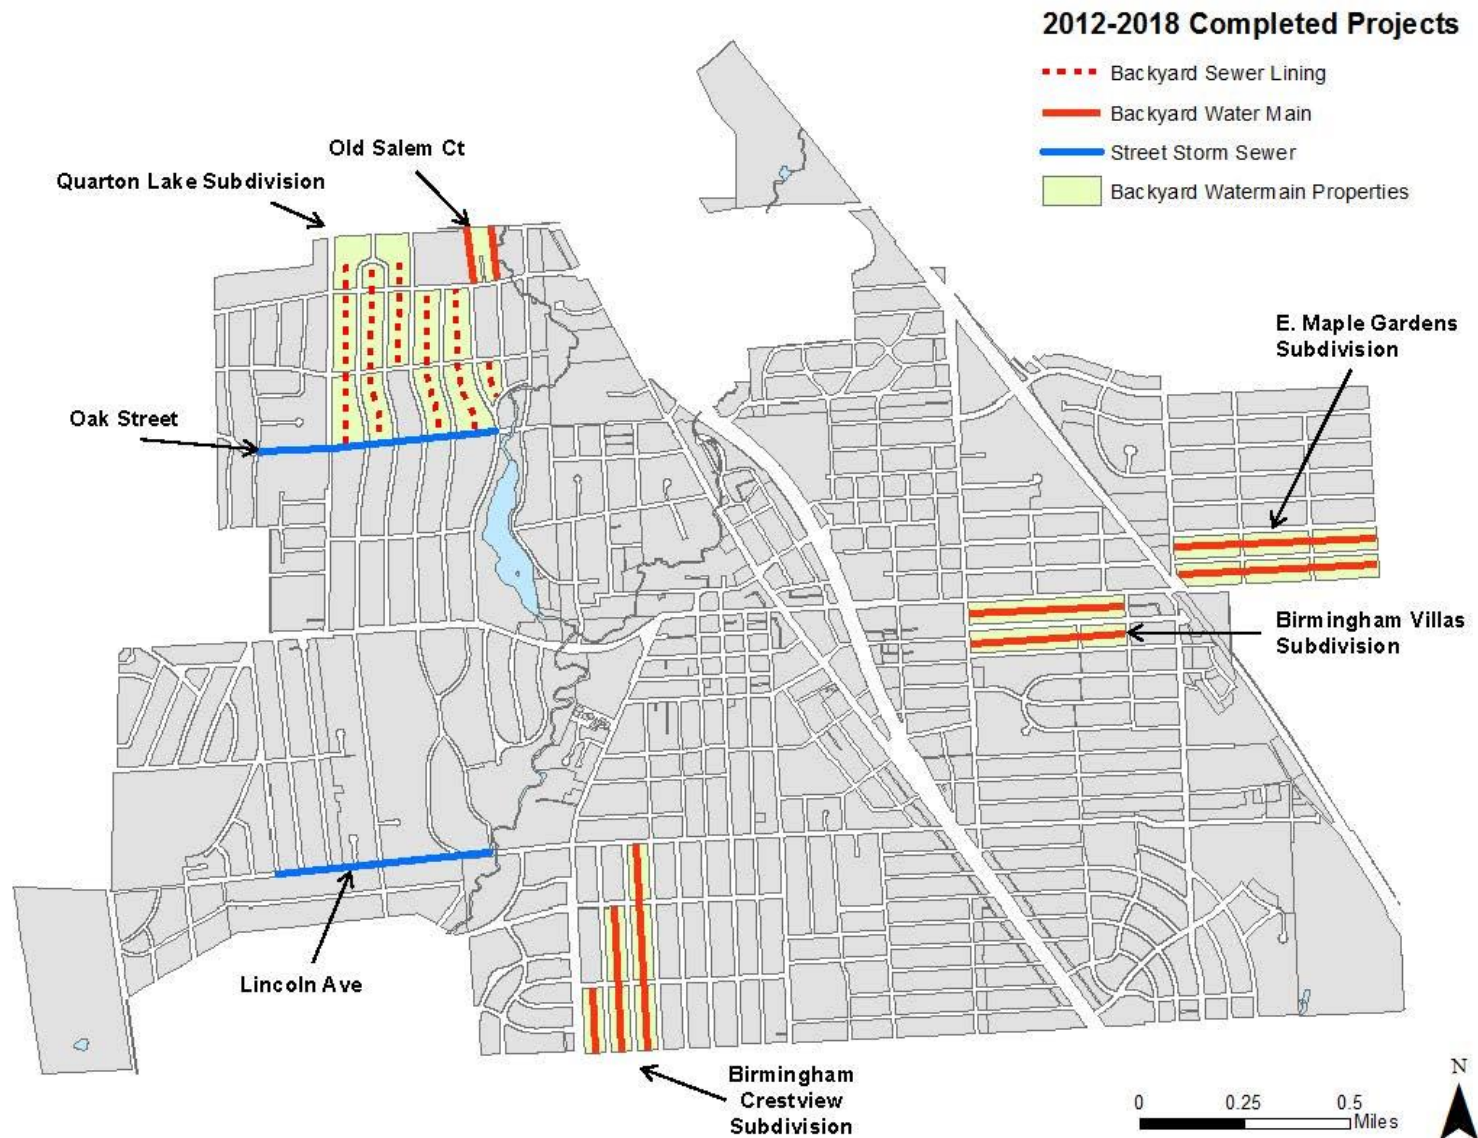 2012-2018 Completed Projects
Backyard Sewer Lining
Backyard Water Main
Street Storm Sewer
Backyard Watermain Properties
Old Salem Ct
Quarton Lake Subdivision
E. Maple Gardens
Subdivision
Oak Street
Birmingham Villas
Subdivision
Lincoln Ave
Birmingham
Crestview
Subdivision
N
0 0.25 0.5
Miles